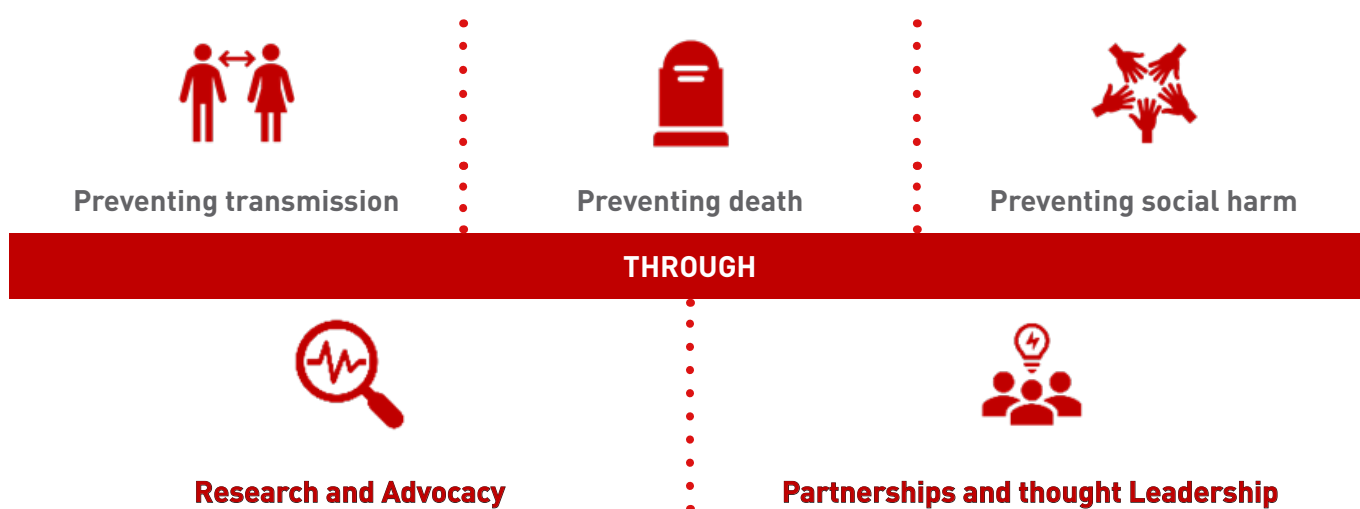 Preventing transmission
Preventing death
Preventing social harm
THROUGH
Research and Advocacy
Partnerships and thought Leadership